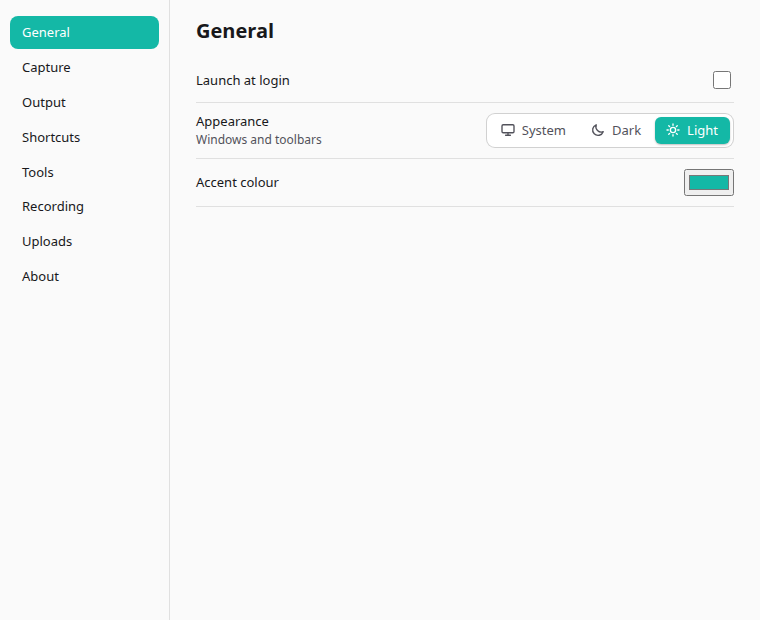 General
Capture
Output
Shortcuts
Tools
Recording
Uploads
About
General
Launch at login
Appearance
Windows and toolbars
System Dark Light
Accent colour